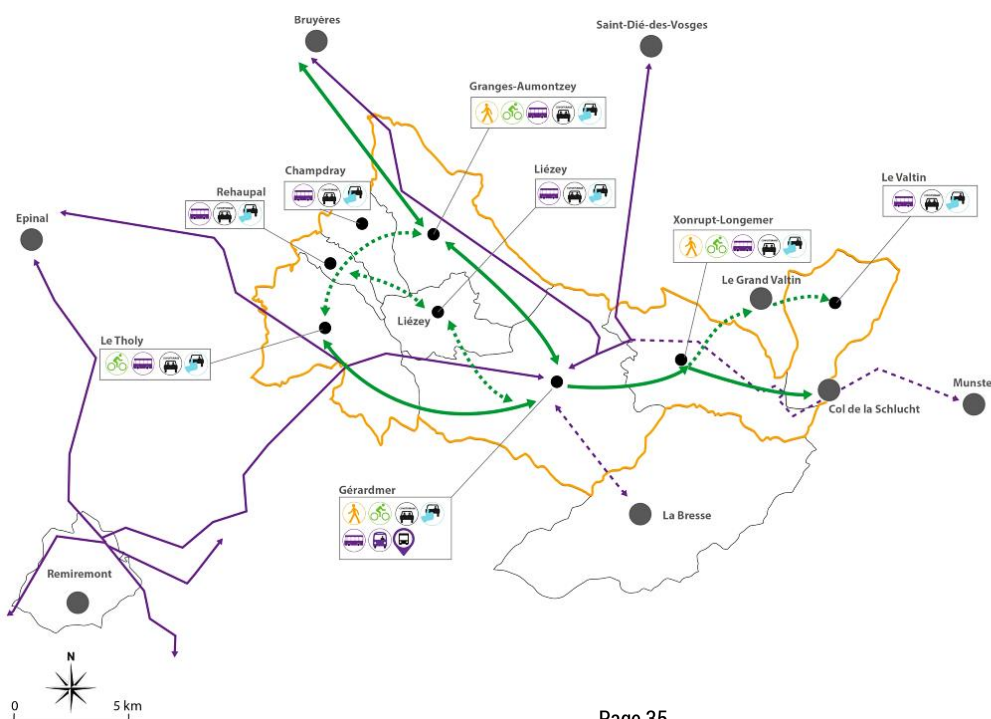 Bruyères
Saint-Dié-des-Vosges
Granges-Aumontzey
Champdray
Liézey
Le Valtin
Rehaupal
Epinal
Xonrupt-Longemer
Le Grand Valtin
Liézey
Le Tholy
Munste
Col de la Schlucht
Gérardmer
La Bresse
Remiremont
N
0 5 km
Page 35